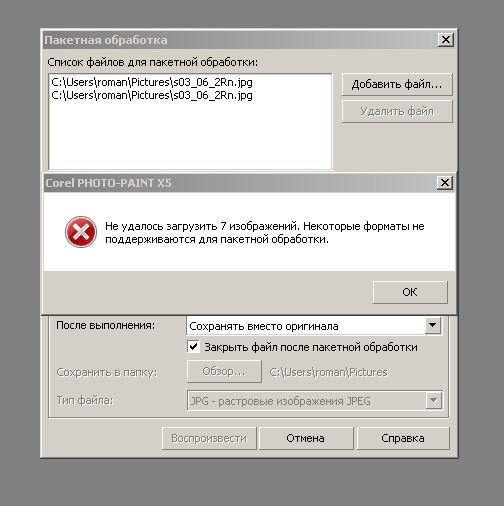 Пакетная обработка
Список файлов для пакетной обработки:
C:\Users\roman\Pictures\s03_06_2Rn.jpg
C:\Users\roman\Pictures\s03_06_2Rn.jpg
Добавить файл...
Удалить файл
Corel PHOTO-PAINT X5
Не удалось загрузить 7 изображений. Некоторые форматы не
поддерживаются для пакетной обработки.
OK
После выполнения:
Сохранять вместо оригинала
Закрыть файл после пакетной обработки
Сохранить в папку:
Обзор...
C:\Users\roman\Pictures
Тип файла:
JPG - растровые изображения JPEG
Воспроизвести
Отмена
Справка